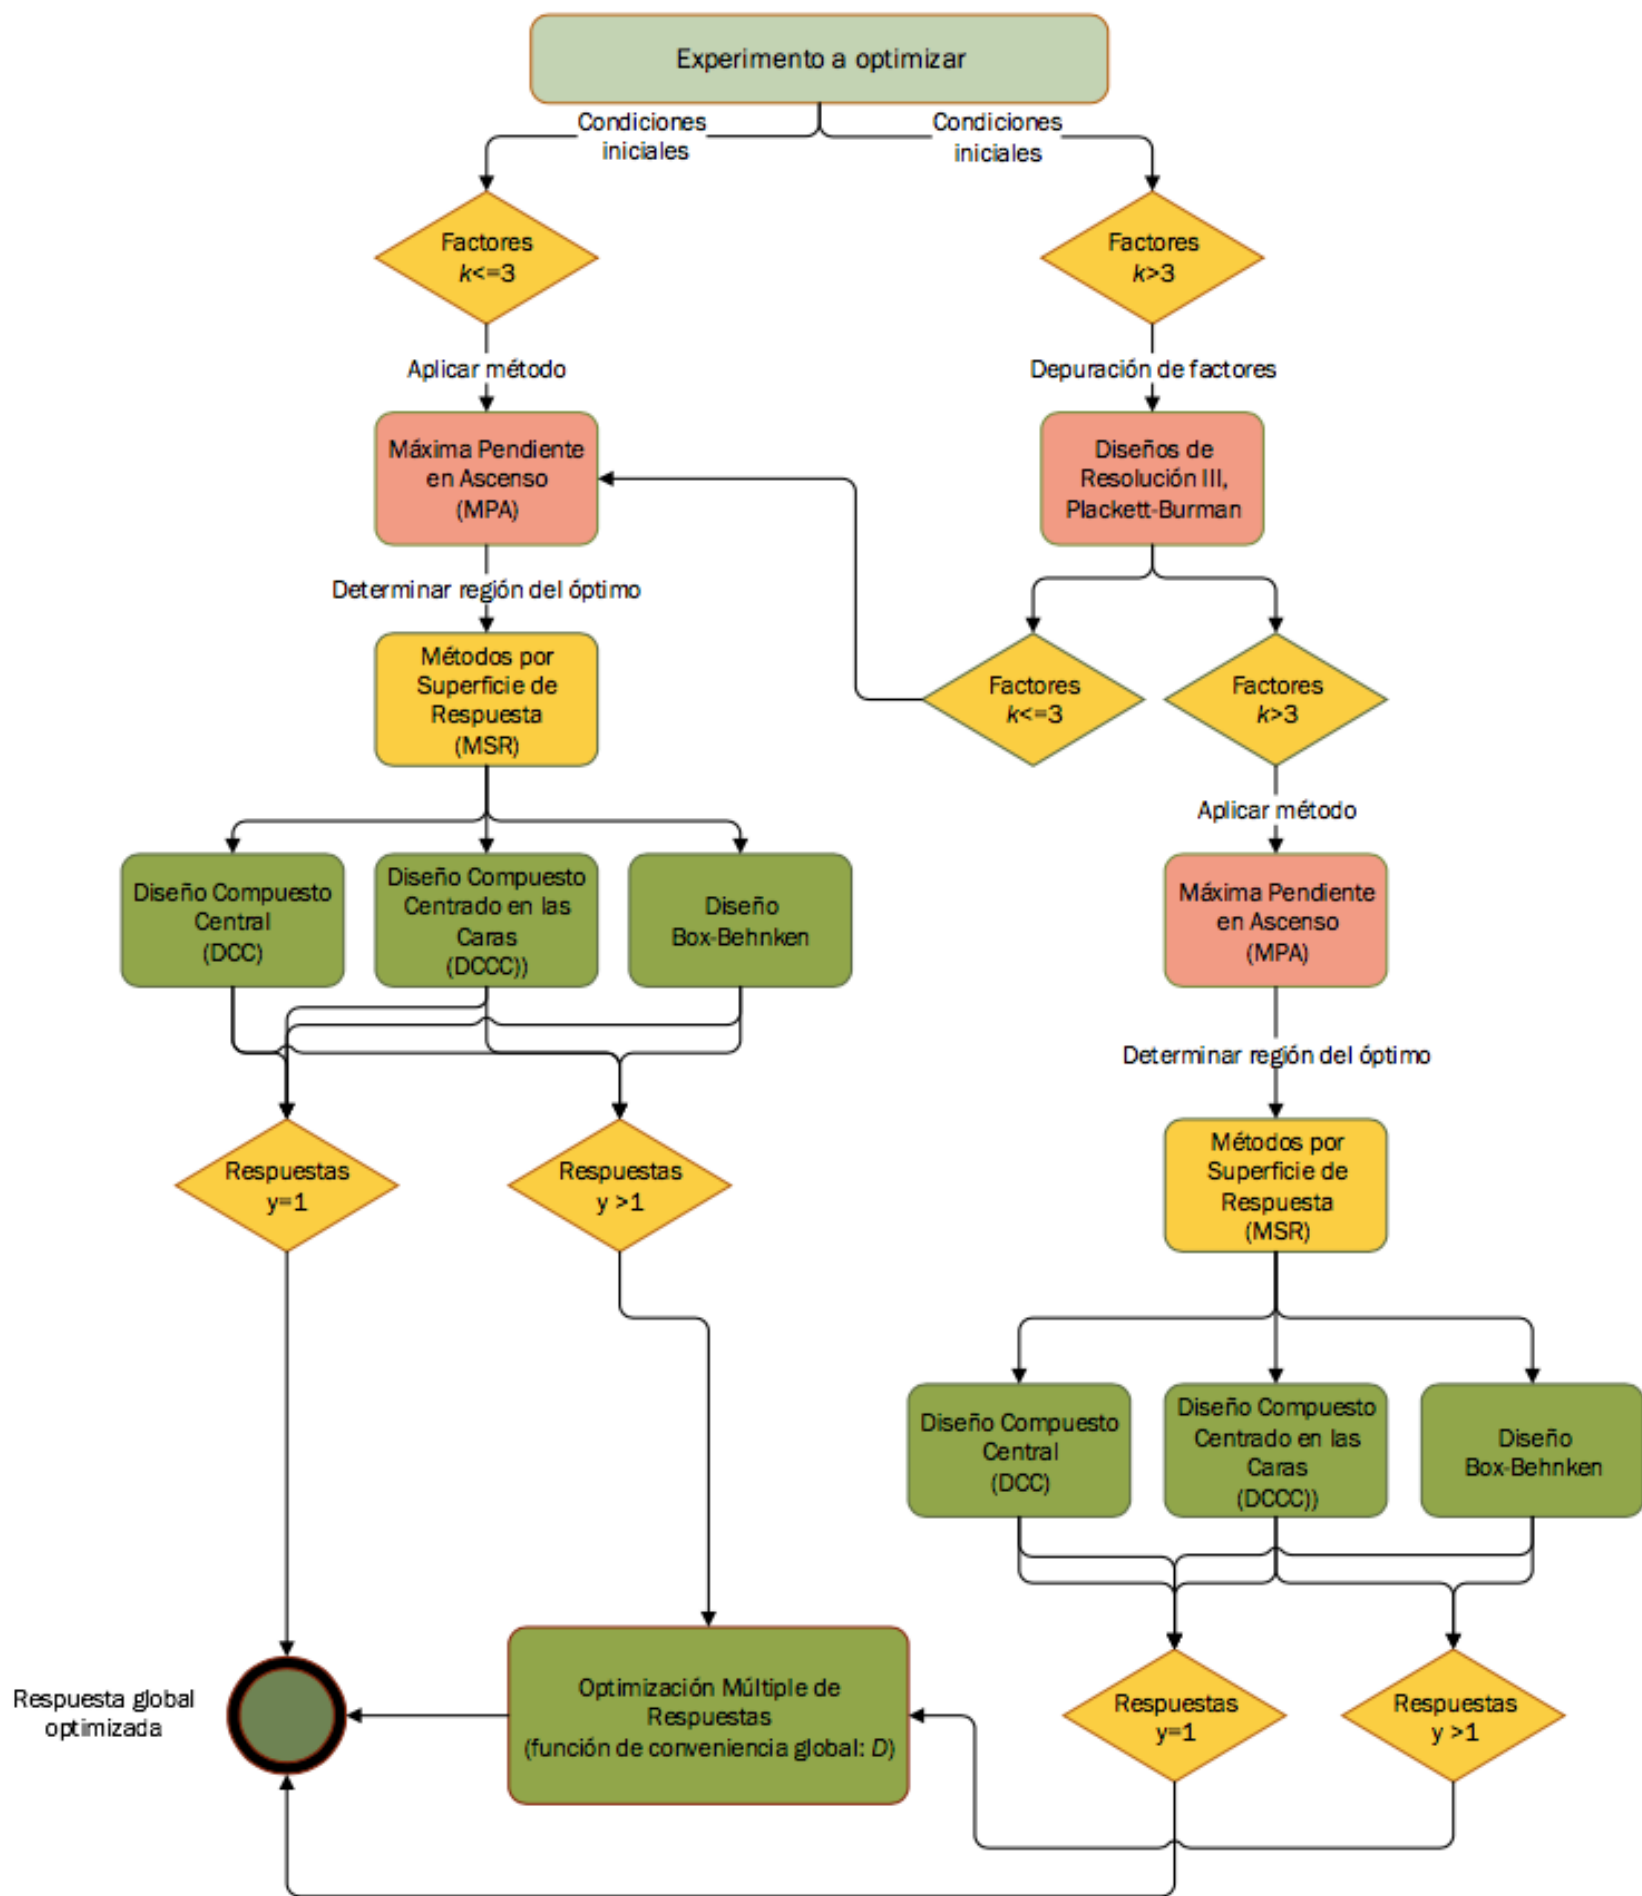 Experimento a optimizar
Condiciones
iniciales
Condiciones
iniciales
Factores
k<=3
Factores
k>3
Aplicar método
Depuración de factores
Máxima Pendiente
en Ascenso
(MPA)
Diseños de
Resolución III,
Plackett-Burman
Determinar región del óptimo
Métodos por
Superficie de
Respuesta
(MSR)
Factores
k<=3
Factores
k>3
Aplicar método
Diseño Compuesto
Central
(DCC)
Diseño Compuesto
Centrado en las
Caras
(DCCC))
Diseño
Box-Behnken
Máxima Pendiente
en Ascenso
(MPA)
Determinar región del óptimo
Respuestas
y=1
Respuestas
y >1
Métodos por
Superficie de
Respuesta
(MSR)
Diseño Compuesto
Central
(DCC)
Diseño Compuesto
Centrado en las
Caras
(DCCC))
Diseño
Box-Behnken
Respuesta global
optimizada
Optimización Múltiple de
Respuestas
(función de conveniencia global: D)
Respuestas
y=1
Respuestas
y >1